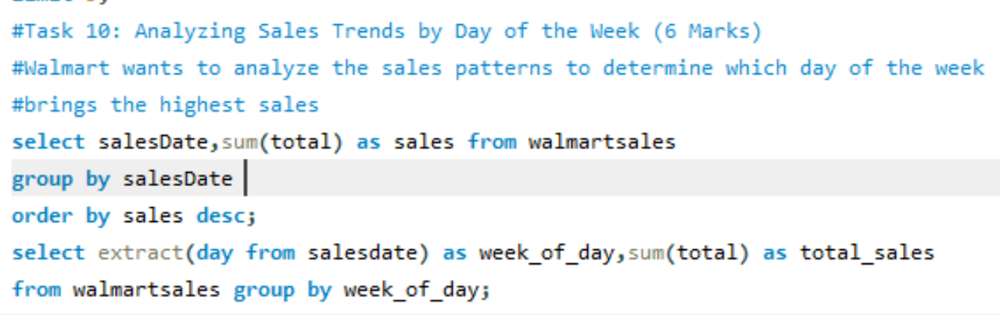 #Task 10: Analyzing Sales Trends by Day of the Week (6 Marks)
#Walmart wants to analyze the sales patterns to determine which day of the week
#brings the highest sales
select salesDate,sum(total) as sales from walmartsales
group by salesDate
order by sales desc;
select extract(day from salesdate) as week_of_day,sum(total) as total_sales
from walmartsales group by week_of_day;